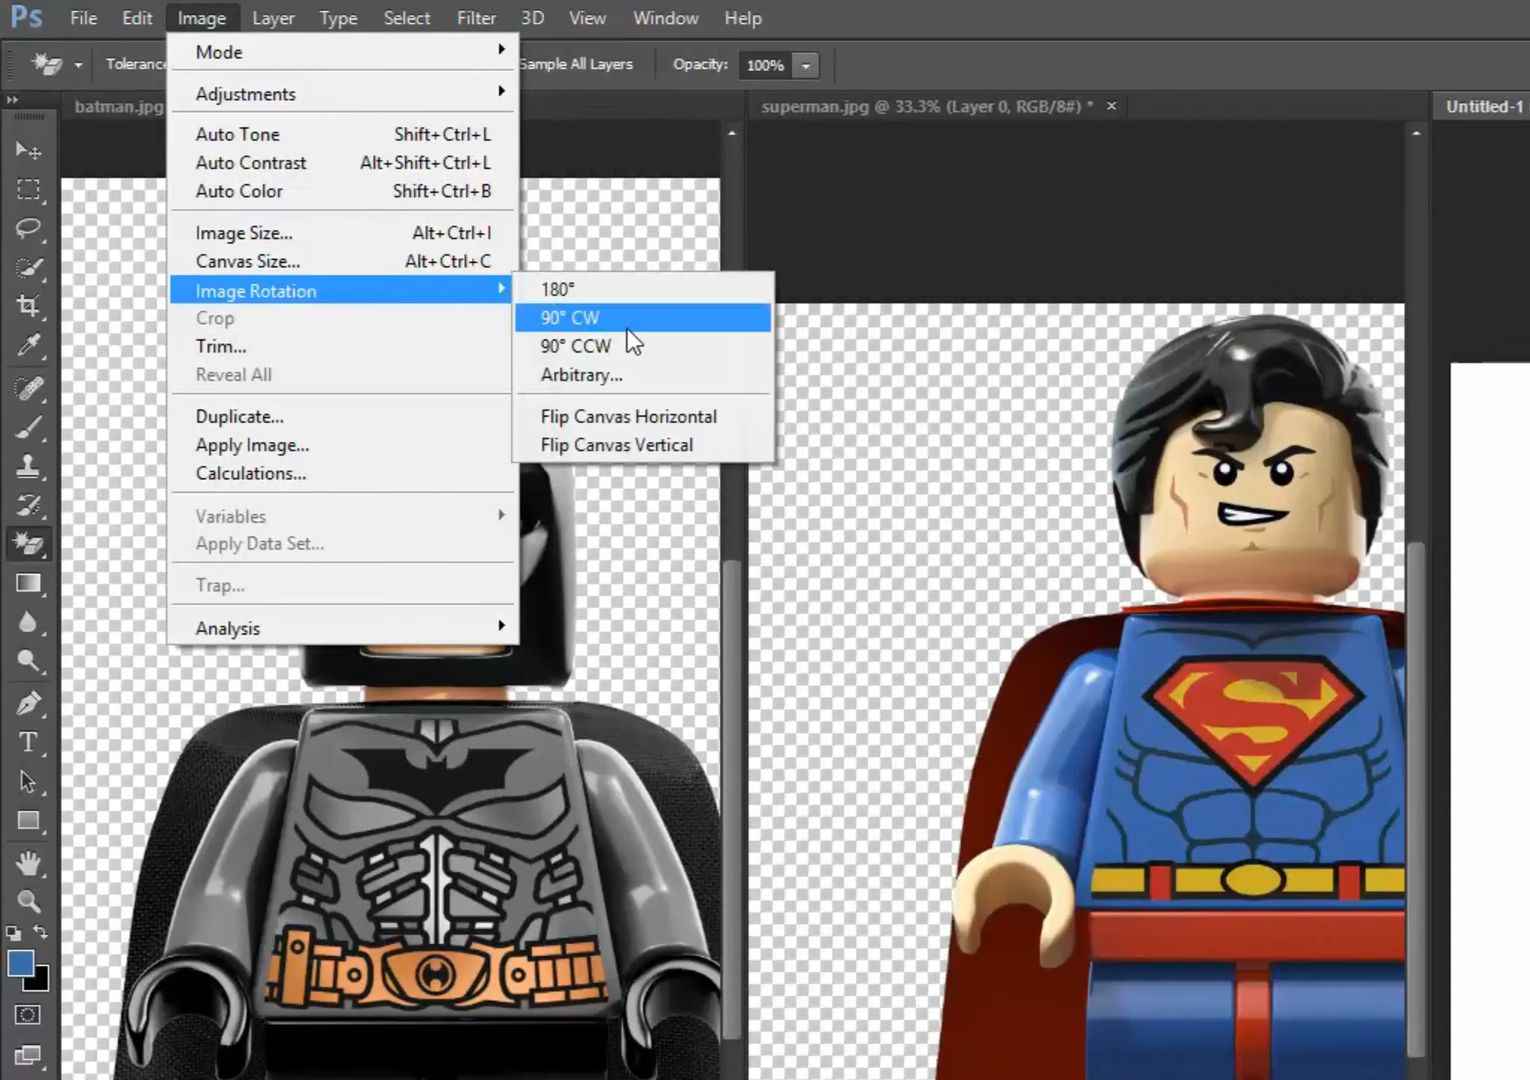 Ps File Edit Image Layer Type Select Filter 3D View Window Help
Tolerance Sample All Layers Opacity: 100%
batman.jpg superman.jpg @ 33.3% (Layer 0, RGB/8#) * × Untitled-1
Mode
Adjustments
Auto Tone Shift+Ctrl+L
Auto Contrast Alt+Shift+Ctrl+L
Auto Color Shift+Ctrl+B
Image Size... Alt+Ctrl+I
Canvas Size... Alt+Ctrl+C
Image Rotation
Crop
Trim...
Reveal All
Duplicate...
Apply Image...
Calculations...
Variables
Apply Data Set...
Trap...
Analysis
180°
90° CW
90° CCW
Arbitrary...
Flip Canvas Horizontal
Flip Canvas Vertical
S